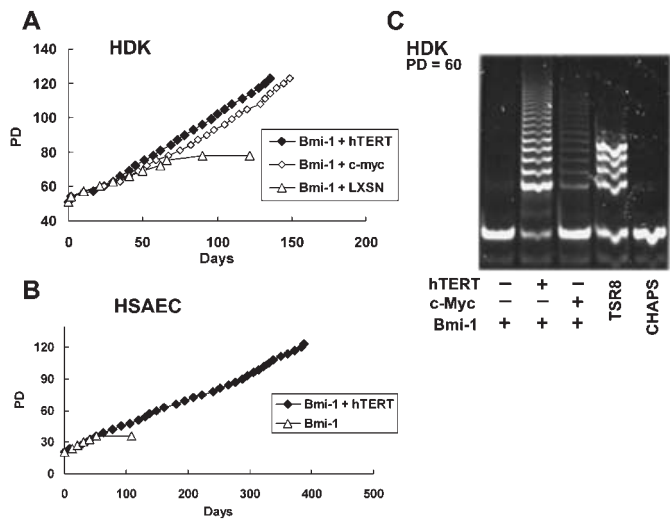 A
HDK
140
120
100
80
60
40
PD
0
50
100
150
200
Days
Bmi-1 + hTERT
Bmi-1 + c-myc
Bmi-1 + LXSN
B
HSAEC
120
90
60
30
0
PD
0
100
200
300
400
500
Days
Bmi-1 + hTERT
Bmi-1
C
HDK
PD = 60
hTERT – + –
c-Myc – – +
Bmi-1 + + +
TSR8
CHAPS